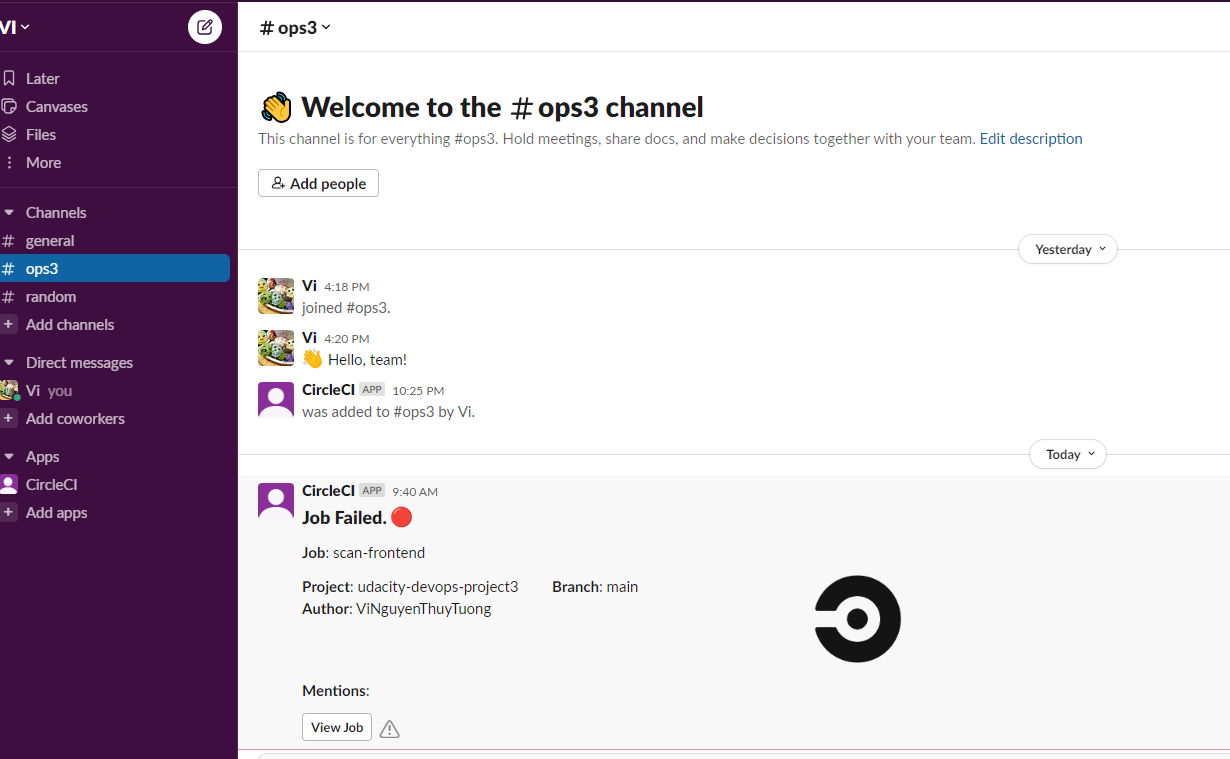 VI
Later
Canvases
Files
More
Channels
# general
# ops3
# random
+ Add channels
Direct messages
Vi you
+ Add coworkers
Apps
CircleCI
+ Add apps
# ops3
Welcome to the # ops3 channel
This channel is for everything #ops3. Hold meetings, share docs, and make decisions together with your team. Edit description
Add people
Yesterday
Vi 4:18 PM
joined #ops3.
Vi 4:20 PM
Hello, team!
CircleCI APP 10:25 PM
was added to #ops3 by Vi.
Today
CircleCI APP 9:40 AM
Job Failed.
Job: scan-frontend
Project: udacity-devops-project3 Branch: main
Author: ViNguyenThuyTuong
Mentions:
View Job